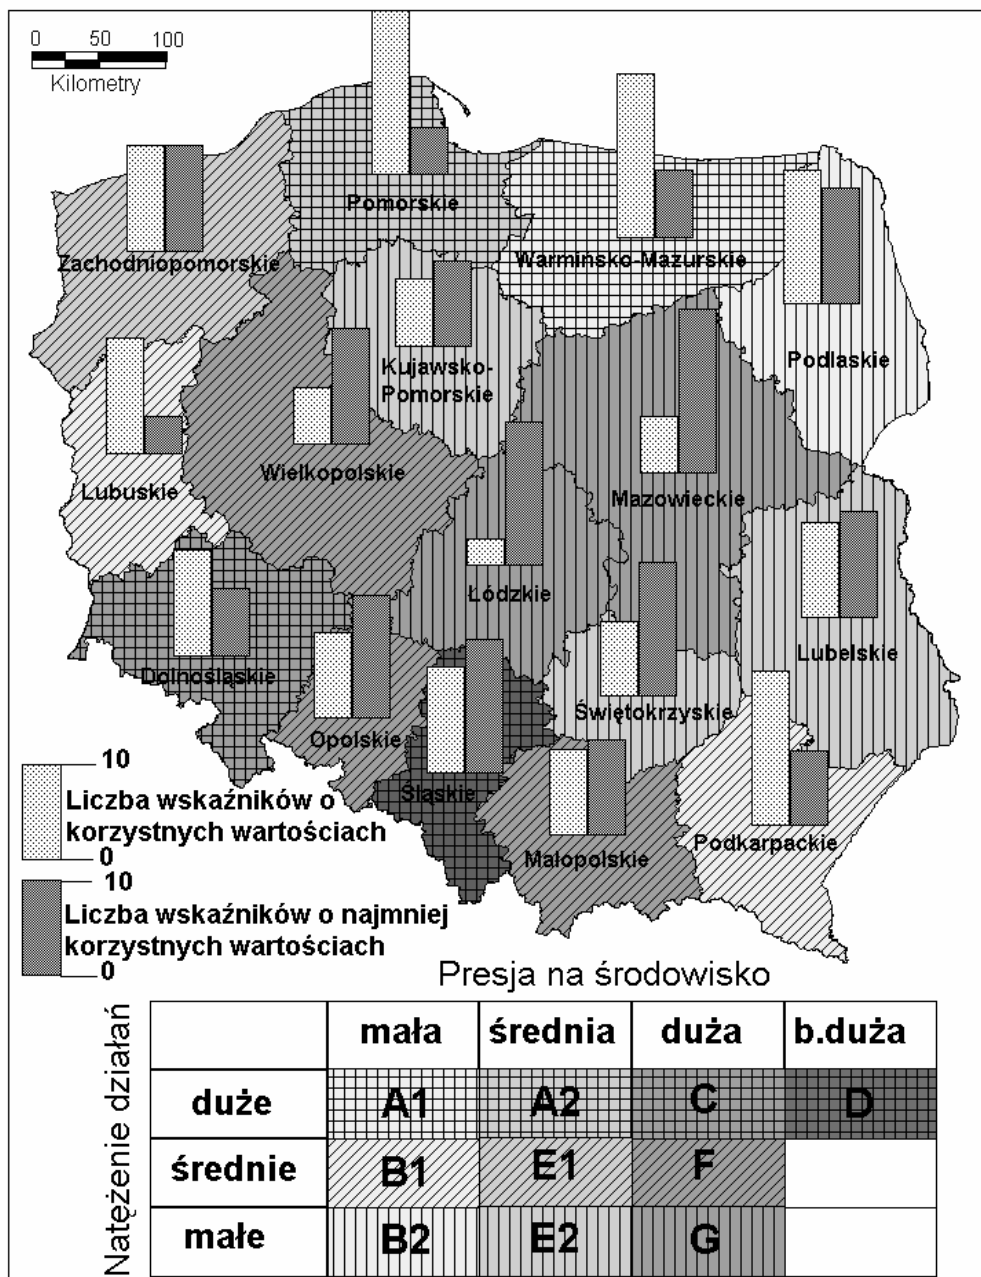 0 50 100
Kilometry
Pomorskie
Zachodniopomorskie
Warmińsko-Mazurskie
Kujawsko-
Pomorskie
Podlaskie
Lubuskie
Wielkopolskie
Mazowieckie
Łódzkie
Lubelskie
Dolnośląskie
Opolskie
Świętokrzyskie
Śląskie
Małopolskie
Podkarpackie
10
Liczba wskaźników o
korzystnych wartościach
0
10
Liczba wskaźników o najmniej
korzystnych wartościach
0
Presja na środowisko
Natężenie działań
mała średnia duża b.duża
duże A1 A2 C D
średnie B1 E1 F
małe B2 E2 G